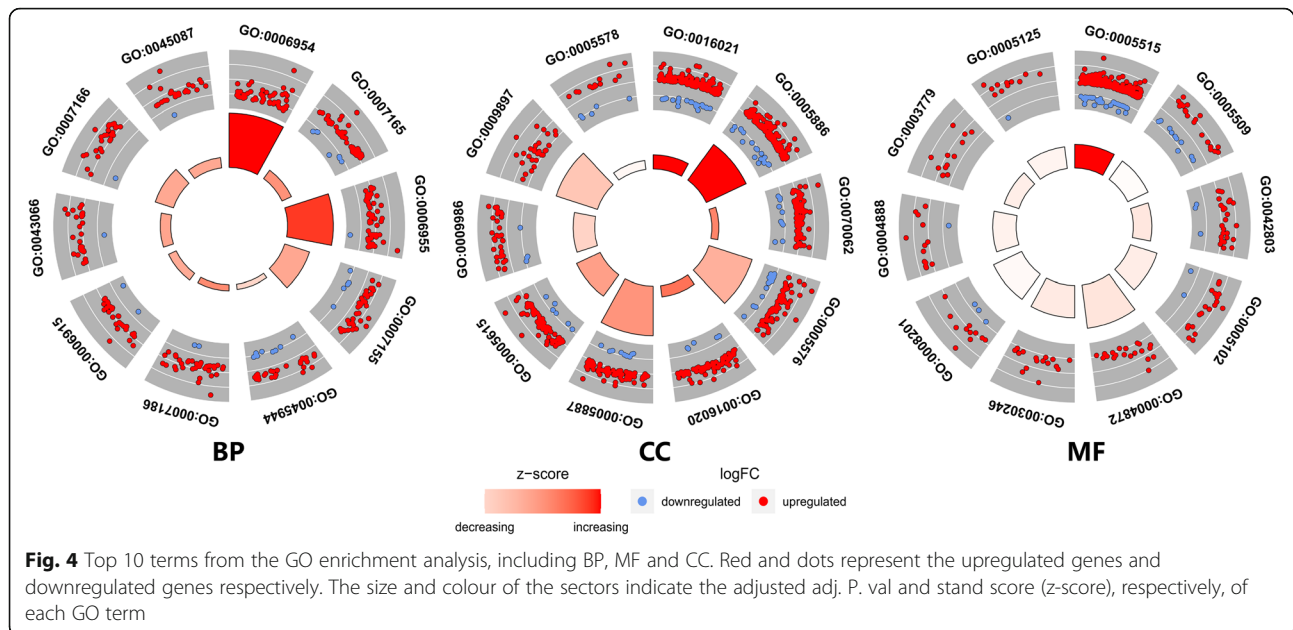 GO:0045087
GO:0006954
GO:0007166
GO:0007165
GO:0043066
GO:0006955
GO:0006915
GO:0007155
GO:0007186
GO:0045944
BP
GO:0005578
GO:0016021
GO:0009897
GO:0005886
GO:0009986
GO:0070062
GO:0005615
GO:0005576
GO:0005887
GO:0016020
CC
GO:0005125
GO:0005515
GO:0003779
GO:0005509
GO:0004888
GO:0042803
GO:0008201
GO:0005102
GO:0030246
GO:0004872
MF
z-score
decreasing increasing
logFC
downregulated upregulated
Fig. 4 Top 10 terms from the GO enrichment analysis, including BP, MF and CC. Red and dots represent the upregulated genes and
downregulated genes respectively. The size and colour of the sectors indicate the adjusted adj. P. val and stand score (z-score), respectively, of
each GO term